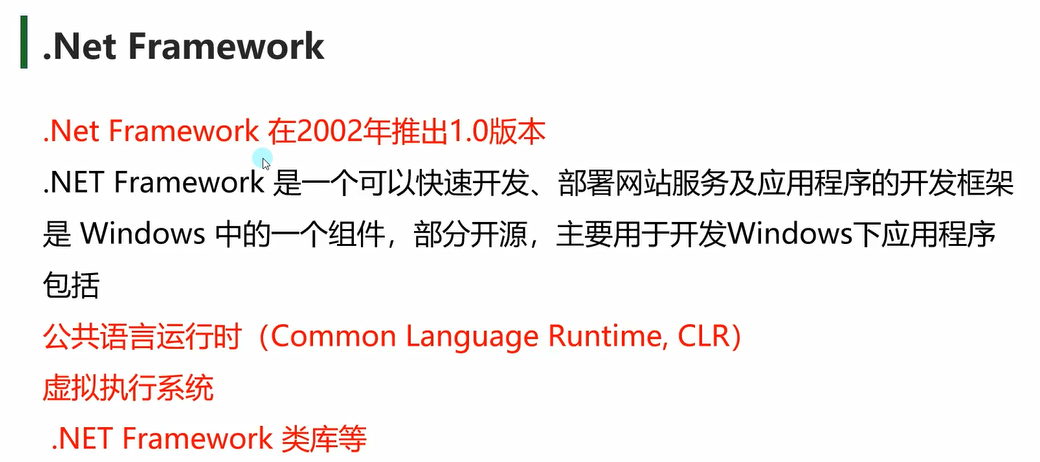 .Net Framework
.Net Framework 在2002年推出1.0版本
.NET Framework 是一个可以快速开发、部署网站服务及应用程序的开发框架
是 Windows 中的一个组件，部分开源，主要用于开发Windows下应用程序
包括
公共语言运行时（Common Language Runtime, CLR）
虚拟执行系统
.NET Framework 类库等